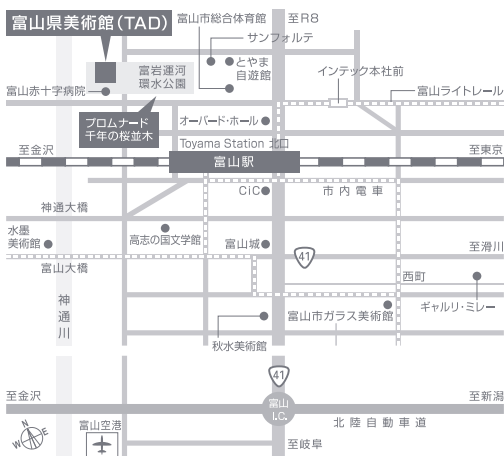 富山県美術館(TAD)
富山市総合体育館
至R8
サンフォルテ
とやま
自遊館
富岩運河
環水公園
インテック本社前
富山赤十字病院
富山ライトレール
プロムナード
千年の桜並木
オーバード・ホール
Toyama Station 北口
至金沢
富山駅
至東京
CiC
市内電車
神通大橋
水墨
美術館
高志の国文学館
富山城
41
至滑川
富山大橋
西町
神通川
富山市ガラス美術館
ギャルリ・ミレー
秋水美術館
41
至金沢
富山
I.C.
至新潟
北陸自動車道
N
W
E
S
富山空港
至岐阜